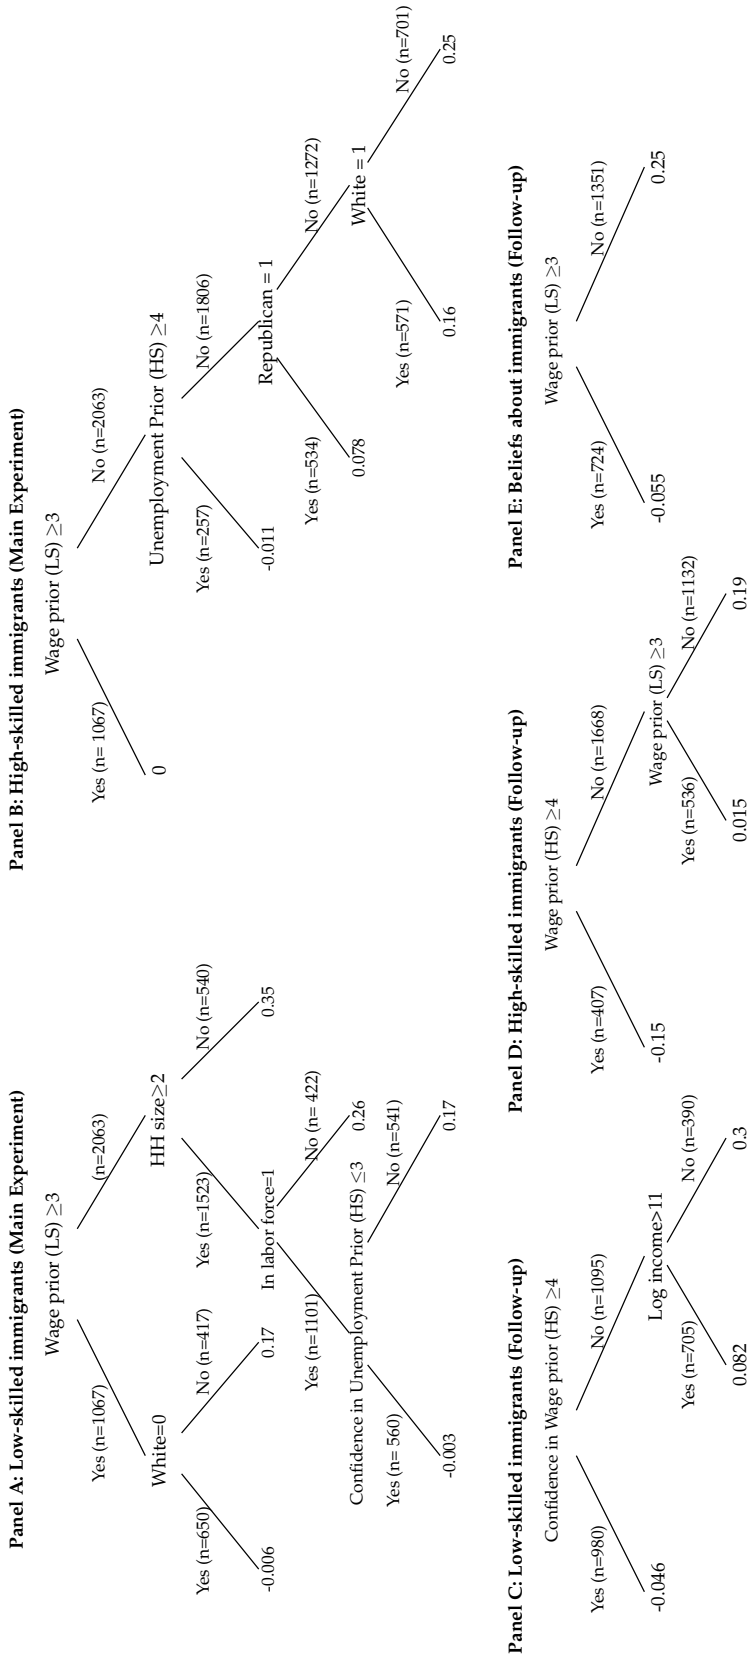 Panel A: Low-skilled immigrants (Main Experiment)
Wage prior (LS) ≥3
Yes (n=1067)
(n=2063)
White=0
HH size≥2
Yes (n=650)
No (n=417)
Yes (n=1523)
No (n=540)
-0.006
0.17
In labor force=1
0.35
Yes (n=1101)
No (n= 422)
Confidence in Unemployment Prior (HS) ≤3
0.26
Yes (n= 560)
No (n=541)
-0.003
0.17
Panel B: High-skilled immigrants (Main Experiment)
Wage prior (LS) ≥3
Yes (n= 1067)
No (n=2063)
0
Unemployment Prior (HS) ≥4
Yes (n=257)
No (n=1806)
-0.011
Republican = 1
Yes (n=534)
No (n=1272)
0.078
White = 1
Yes (n=571)
No (n=701)
0.16
0.25
Panel C: Low-skilled immigrants (Follow-up)
Confidence in Wage prior (HS) ≥4
Yes (n=980)
No (n=1095)
-0.046
Log income>11
Yes (n=705)
No (n=390)
0.082
0.3
Panel D: High-skilled immigrants (Follow-up)
Wage prior (HS) ≥4
Yes (n=407)
No (n=1668)
-0.15
Wage prior (LS) ≥3
Yes (n=536)
No (n=1132)
0.015
0.19
Panel E: Beliefs about immigrants (Follow-up)
Wage prior (LS) ≥3
Yes (n=724)
No (n=1351)
-0.055
0.25